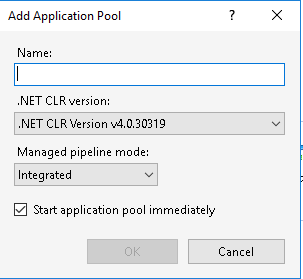 Add Application Pool
?
Name:
.NET CLR version:
.NET CLR Version v4.0.30319
Managed pipeline mode:
Integrated
Start application pool immediately
OK
Cancel